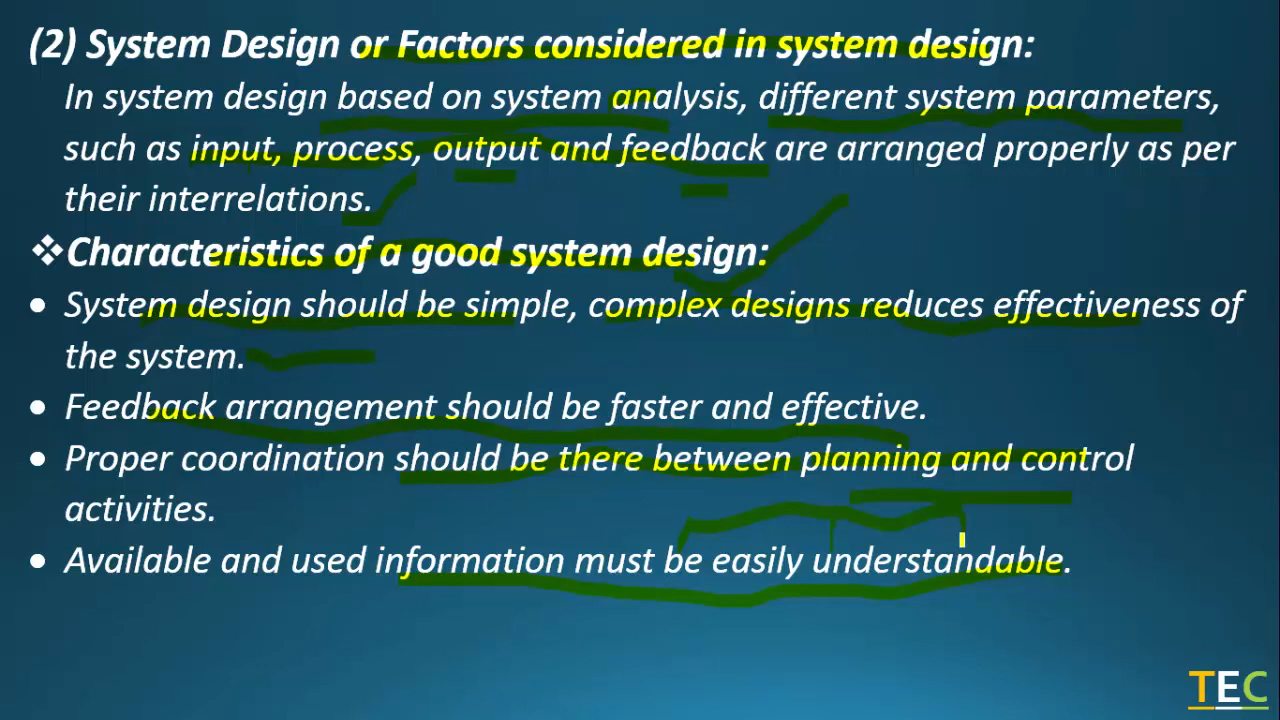 (2) System Design or Factors considered in system design:
In system design based on system analysis, different system parameters,
such as input, process, output and feedback are arranged properly as per
their interrelations.
❖Characteristics of a good system design:
• System design should be simple, complex designs reduces effectiveness of
the system.
• Feedback arrangement should be faster and effective.
• Proper coordination should be there between planning and control
activities.
• Available and used information must be easily understandable.
TEC